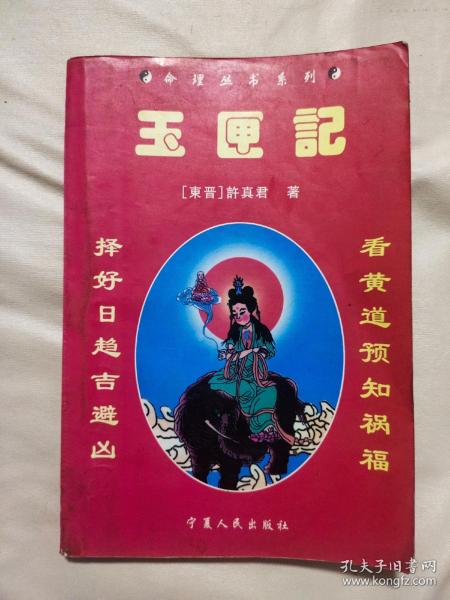 命理丛书系列
玉匣記
[東晋]許真君 著
看黄道预知祸福
择好日趋吉避凶
宁夏人民出版社
孔夫子旧书网
www.kongfz.com